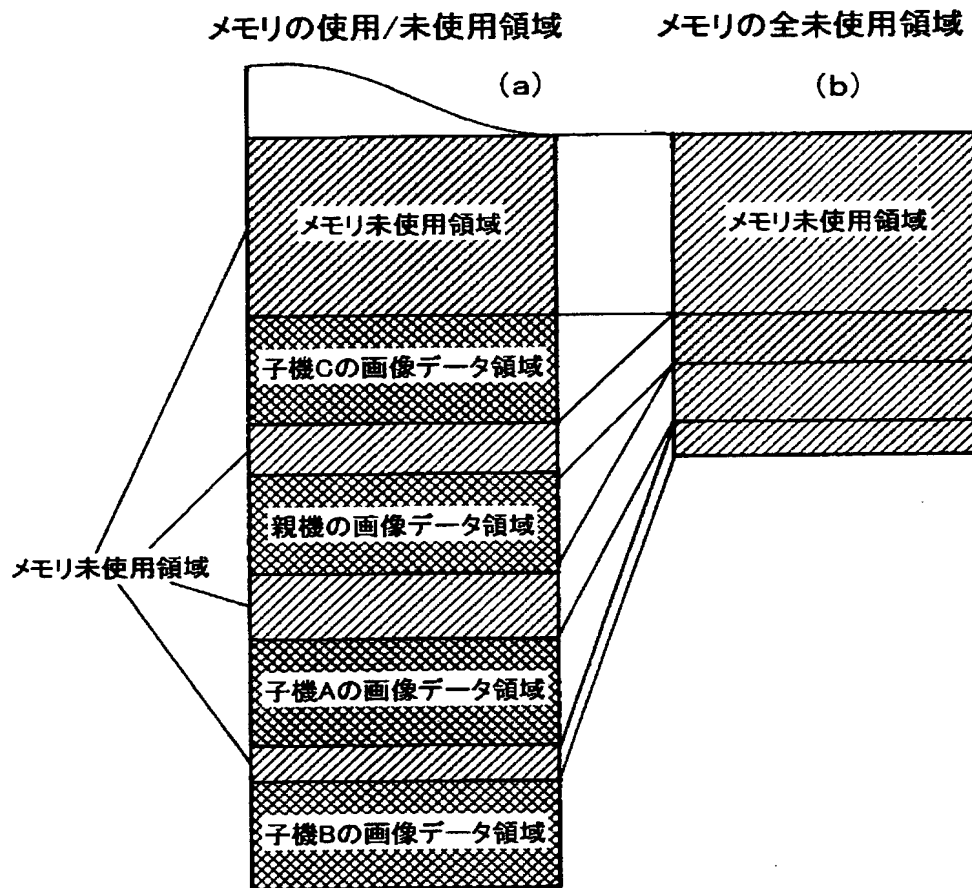 メモリの使用/未使用領域
メモリの全未使用領域
(a)
(b)
メモリ未使用領域
メモリ未使用領域
子機Cの画像データ領域
親機の画像データ領域
メモリ未使用領域
子機Aの画像データ領域
子機Bの画像データ領域